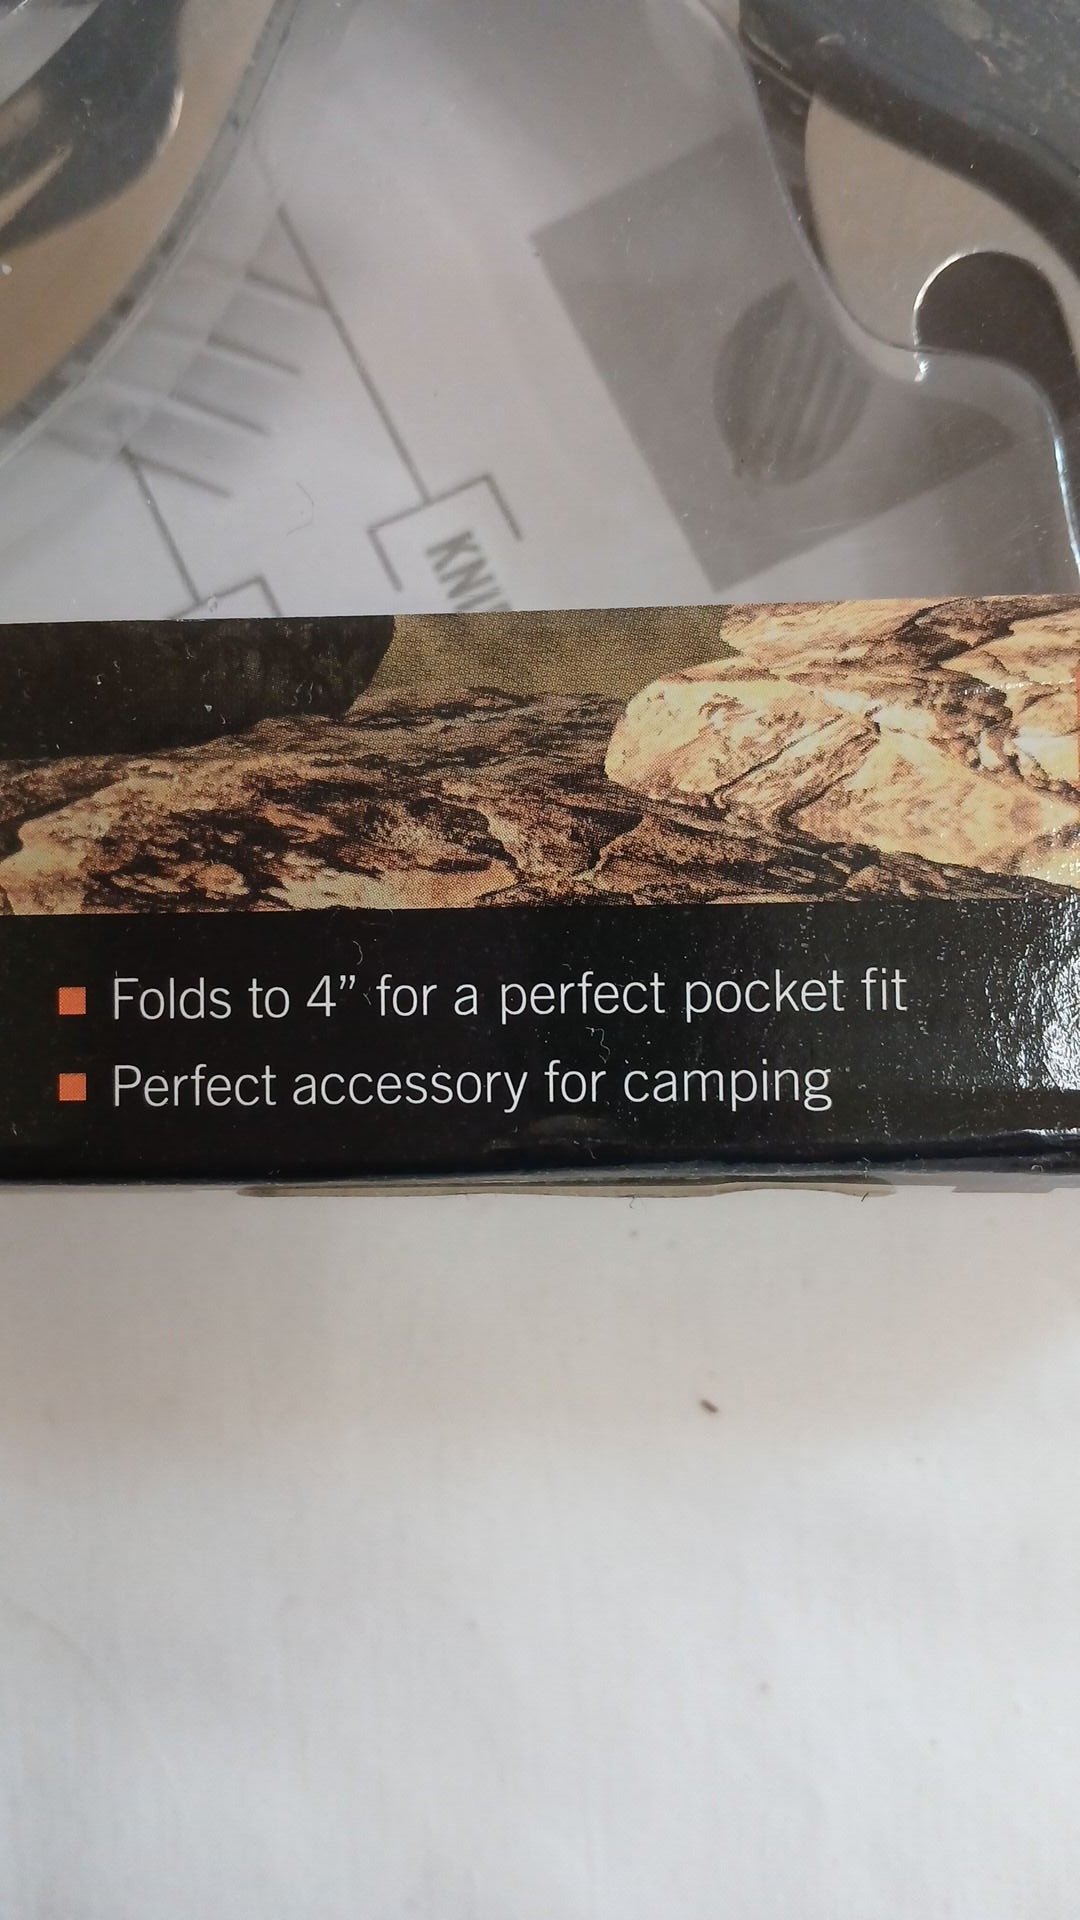 Folds to 4” for a perfect pocket fit
Perfect accessory for camping